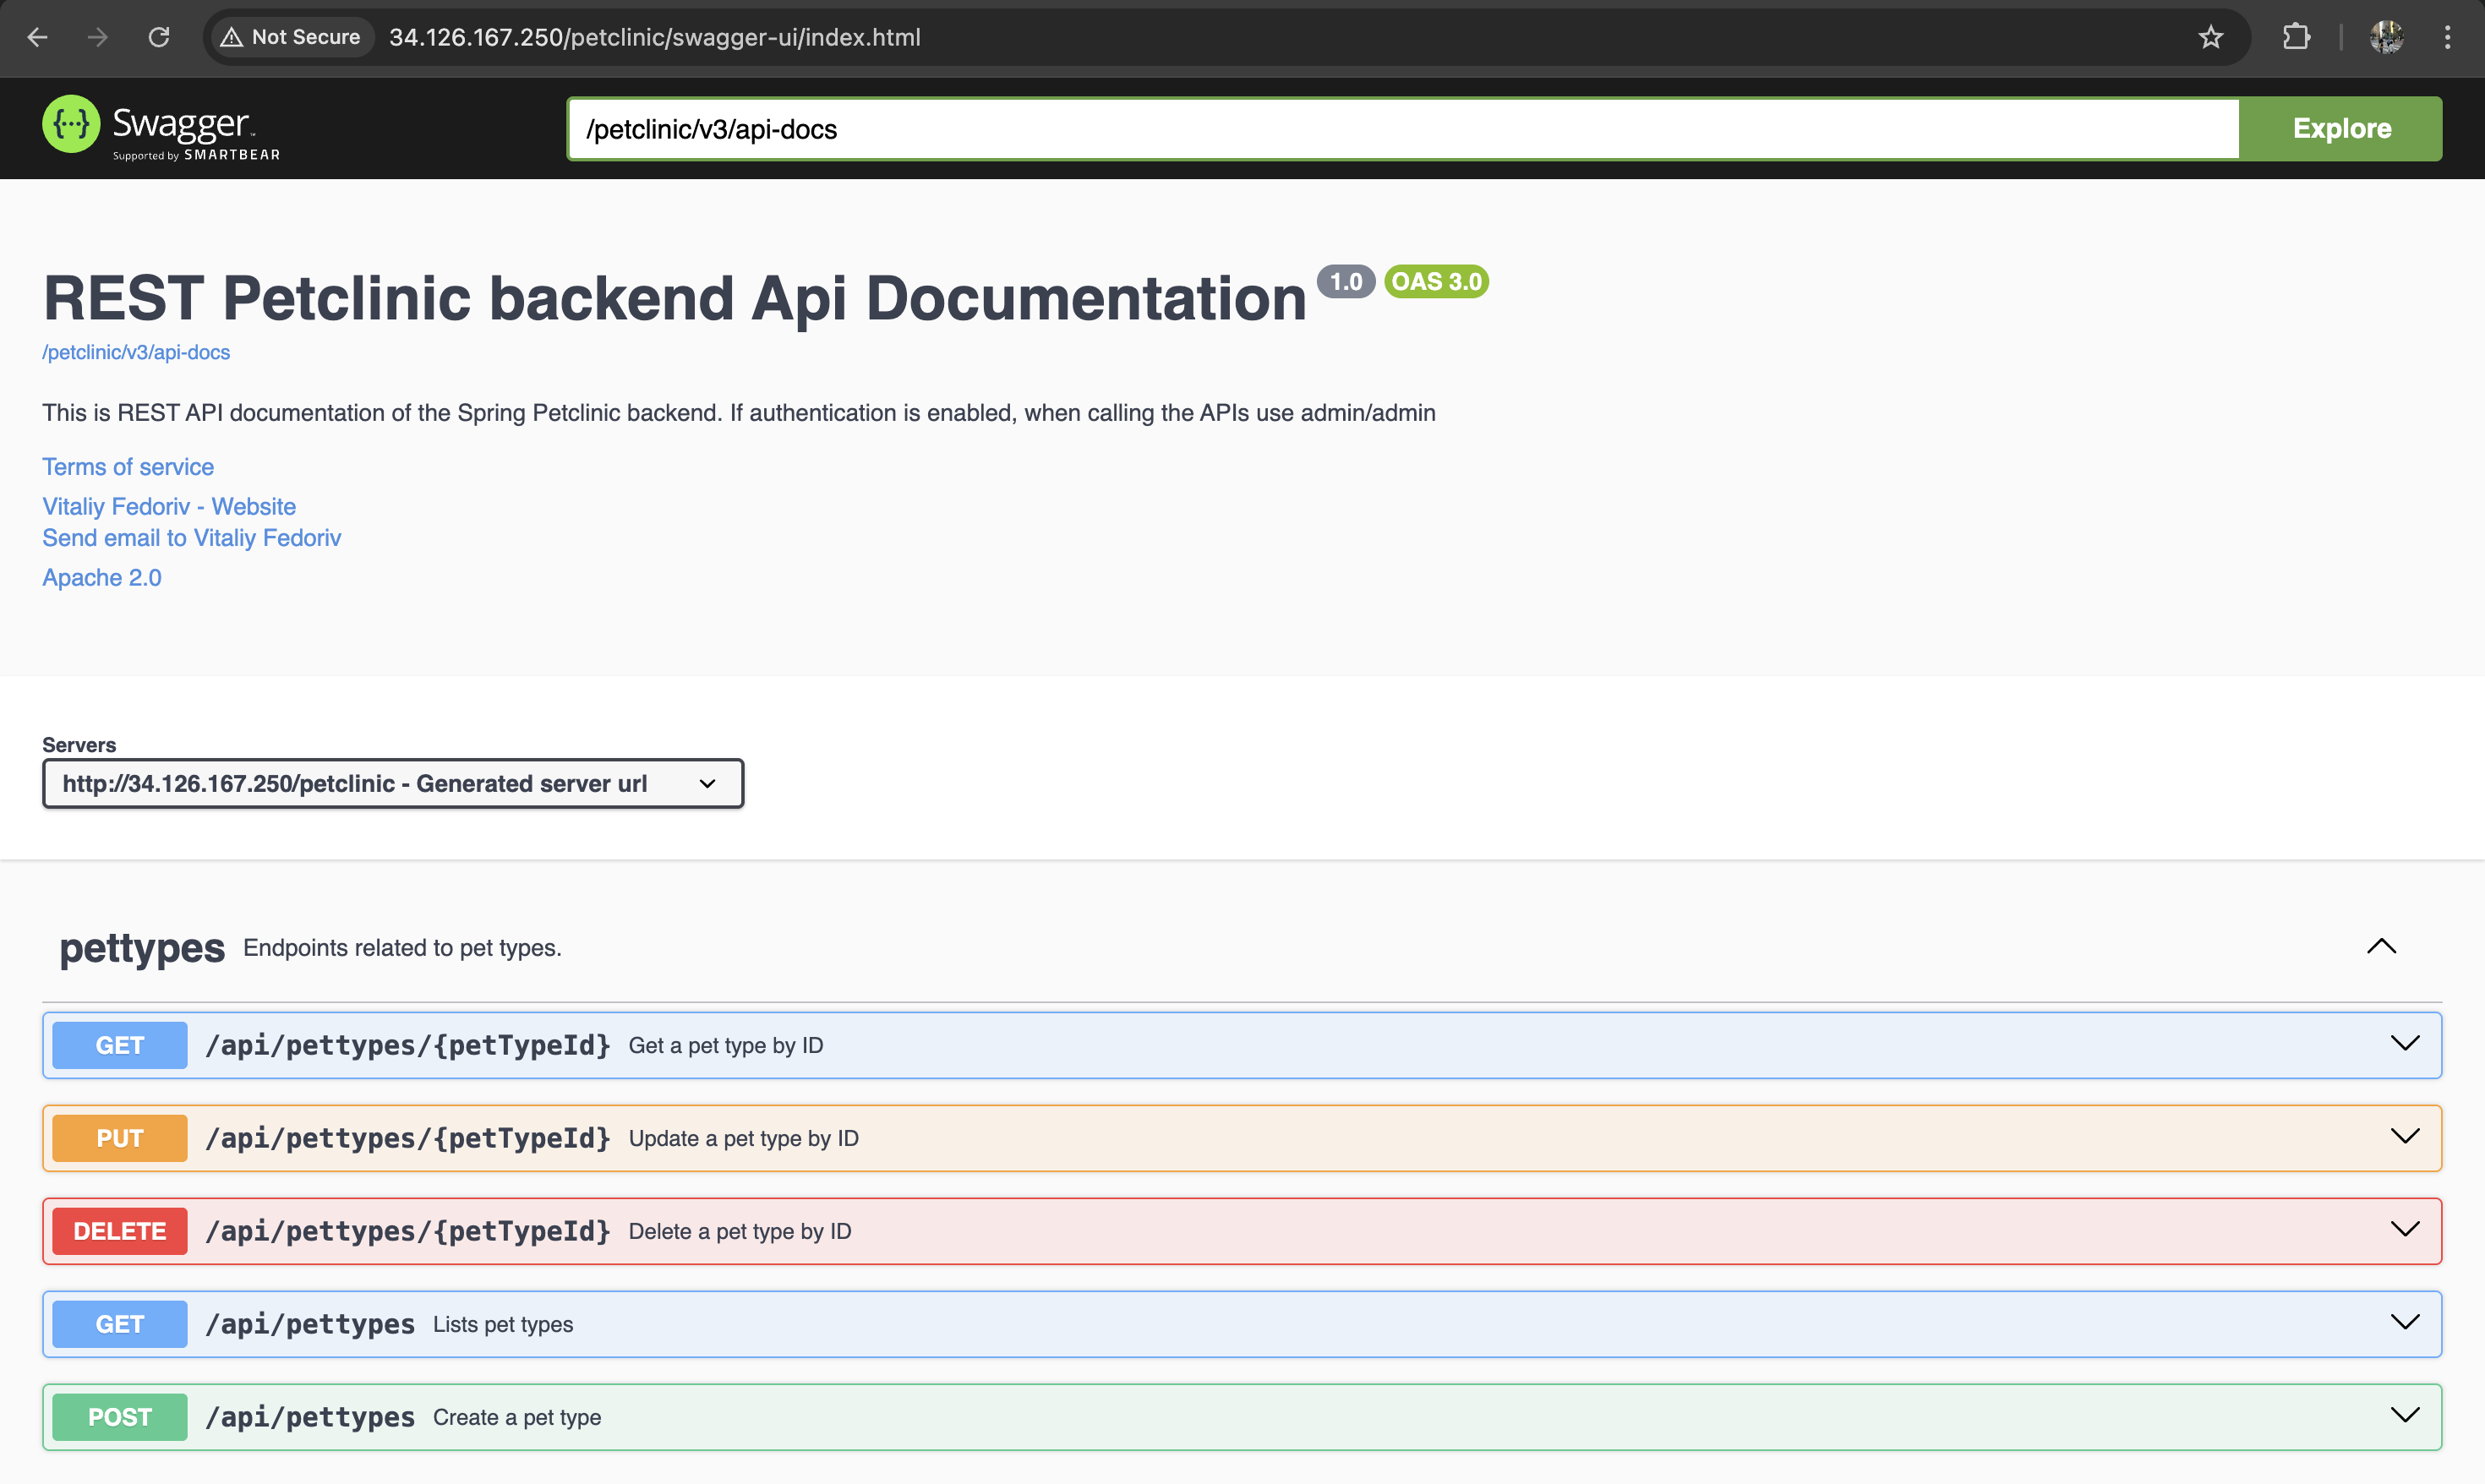 Not Secure 34.126.167.250/petclinic/swagger-ui/index.html
Swagger
Supported by SMARTBEAR
/petclinic/v3/api-docs
Explore
REST Petclinic backend Api Documentation 1.0 OAS 3.0
/petclinic/v3/api-docs
This is REST API documentation of the Spring Petclinic backend. If authentication is enabled, when calling the APIs use admin/admin
Terms of service
Vitaliy Fedoriv - Website
Send email to Vitaliy Fedoriv
Apache 2.0
Servers
http://34.126.167.250/petclinic - Generated server url
pettypes Endpoints related to pet types.
GET /api/pettypes/{petTypeId} Get a pet type by ID
PUT /api/pettypes/{petTypeId} Update a pet type by ID
DELETE /api/pettypes/{petTypeId} Delete a pet type by ID
GET /api/pettypes Lists pet types
POST /api/pettypes Create a pet type